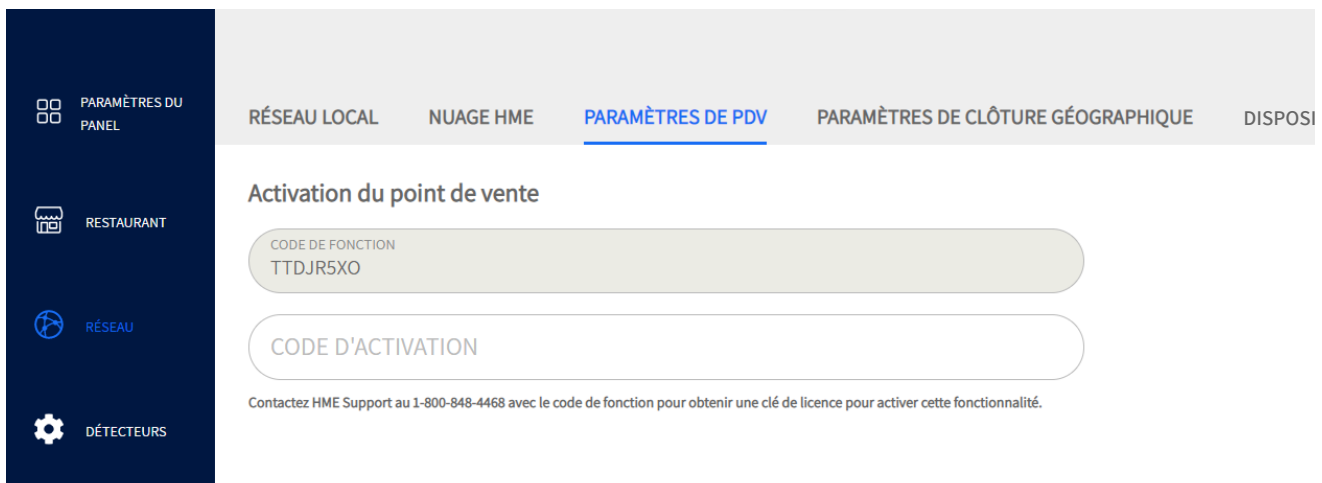 PARAMÈTRES DU
PANEL
RESTAURANT
RÉSEAU
DÉTECTEURS
RÉSEAU LOCAL NUAGE HME PARAMÈTRES DE PDV PARAMÈTRES DE CLÔTURE GÉOGRAPHIQUE DISPOSI
Activation du point de vente
CODE DE FONCTION
TTDJR5XO
CODE D'ACTIVATION
Contactez HME Support au 1-800-848-4468 avec le code de fonction pour obtenir une clé de licence pour activer cette fonctionnalité.